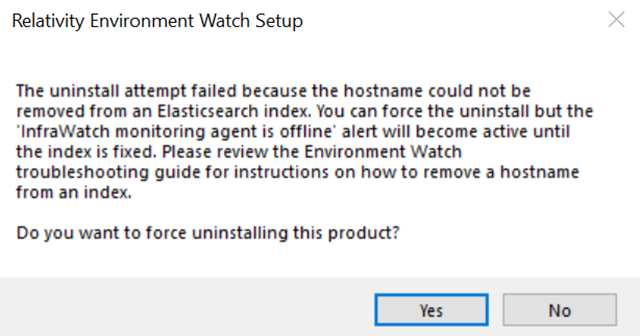 Relativity Environment Watch Setup
The uninstall attempt failed because the hostname could not be
removed from an Elasticsearch index. You can force the uninstall but the
'InfraWatch monitoring agent is offline' alert will become active until
the index is fixed. Please review the Environment Watch
troubleshooting guide for instructions on how to remove a hostname
from an index.
Do you want to force uninstalling this product?
Yes No